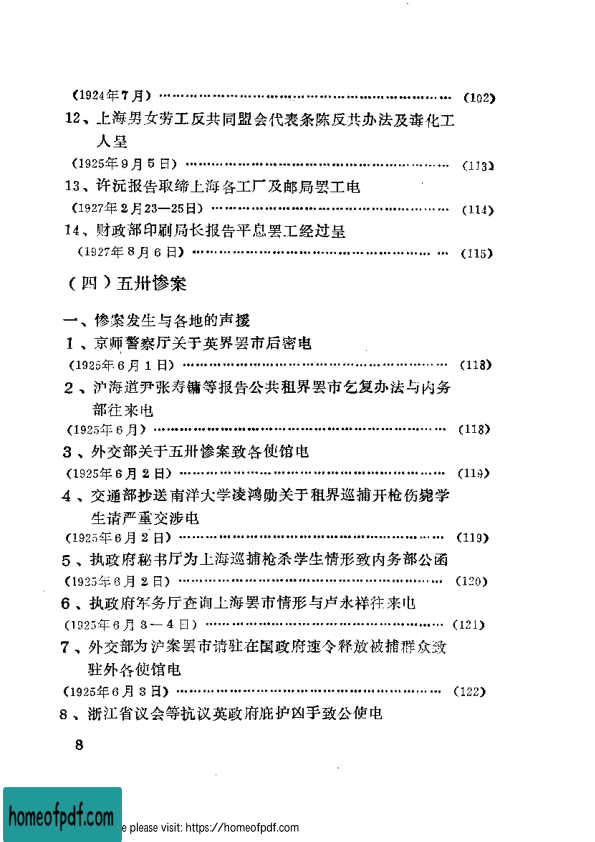 (1924年7月) …………………………………………………… (102)
12、上海男女劳工反共同盟会代表条陈反共办法及毒化工
人呈
(1925年9月5日) ……………………………………………… (113)
13、许沅报告取缔上海各工厂及邮局罢工电
(1927年2月23—25日) ………………………………………… (114)
14、财政部印刷局长报告平息罢工经过呈
(1927年8月6日) ……………………………………………… (115)
(四)五卅惨案
一、惨案发生与各地的声援
1、京师警察厅关于英界罢市后密电
(1925年6月1日) ……………………………………………… (118)
2、沪海道尹张寿镛等报告公共租界罢市乞复办法与内务
部往来电
(1925年6月) …………………………………………………… (118)
3、外交部关于五卅惨案致各使馆电
(1925年6月2日) ……………………………………………… (119)
4、交通部抄送南洋大学凌鸿勋关于租界巡捕开枪伤毙学
生请严重交涉电
(1925年6月2日) ……………………………………………… (119)
5、执政府秘书厅为上海巡捕枪杀学生情形致内务部公函
(1925年6月2日) ……………………………………………… (120)
6、执政府军务厅查询上海罢市情形与卢永祥往来电
(1925年6月3—4日) …………………………………………… (121)
7、外交部为沪案罢市请驻在国政府速令释放被捕群众致
驻外各使馆电
(1925年6月3日) ……………………………………………… (122)
8、浙江省议会等抗议英政府庇护凶手致公使电
8
homeofpdf.com
e please visit: https://homeofpdf.com